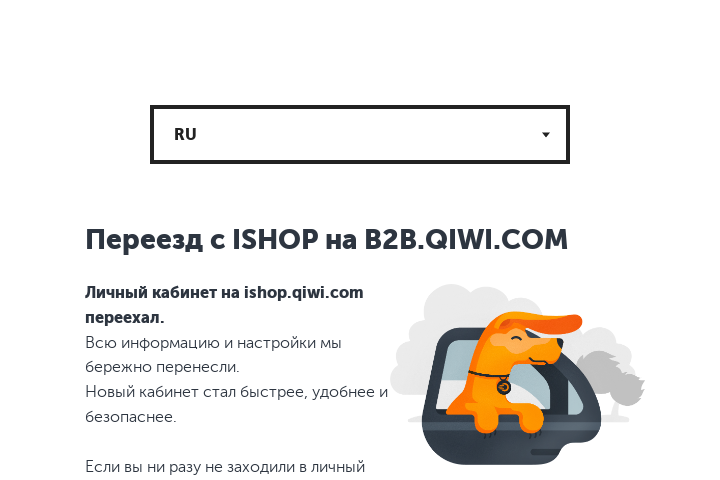 RU
Переезд с ISHOP на B2B.QIWI.COM
Личный кабинет на ishop.qiwi.com
переехал.
Всю информацию и настройки мы
бережно перенесли.
Новый кабинет стал быстрее, удобнее и
безопаснее.
Если вы ни разу не заходили в личный